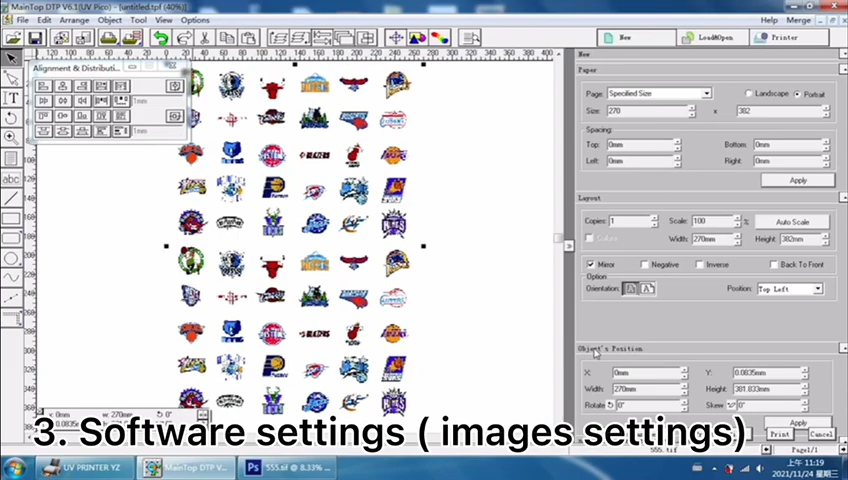 MainTop DTP V6.1(UV Pico) - [untitled.tpf (40%)]
File Edit Arrange Object Tool View Options Help Merge
New Load&Open Printer
Alignment & Distributi...
1mm
1mm
New
Paper
Page: Specified Size Landscape Portrait
Size: 270 x 382
Spacing:
Top: 0mm Bottom: 0mm
Left: 0mm Right: 0mm
Apply
Layout
Copies: 1 Scale: 100 % Auto Scale
Width: 270mm Height: 382mm
Mirror Negative Inverse Back To Front
Option
Orientation: Position: Top Left
Object's Position
X: 0mm Y: 0.0835mm
Width: 270mm Height: 381.833mm
Rotate 0° Skew 0°
Apply
Print Cancel
3. Software settings ( images settings)
555.tif Page1/1
UV PRINTER YZ MainTop DTP V6... 555.tif @ 8.33% ...
上午 11:19
2021/11/24 星期三